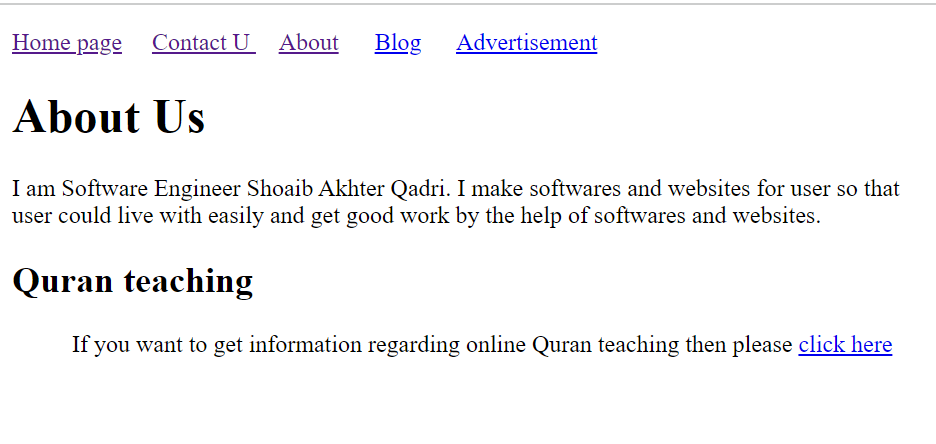 Home page Contact U About Blog Advertisement
About Us
I am Software Engineer Shoaib Akhter Qadri. I make softwares and websites for user so that
user could live with easily and get good work by the help of softwares and websites.
Quran teaching
If you want to get information regarding online Quran teaching then please click here